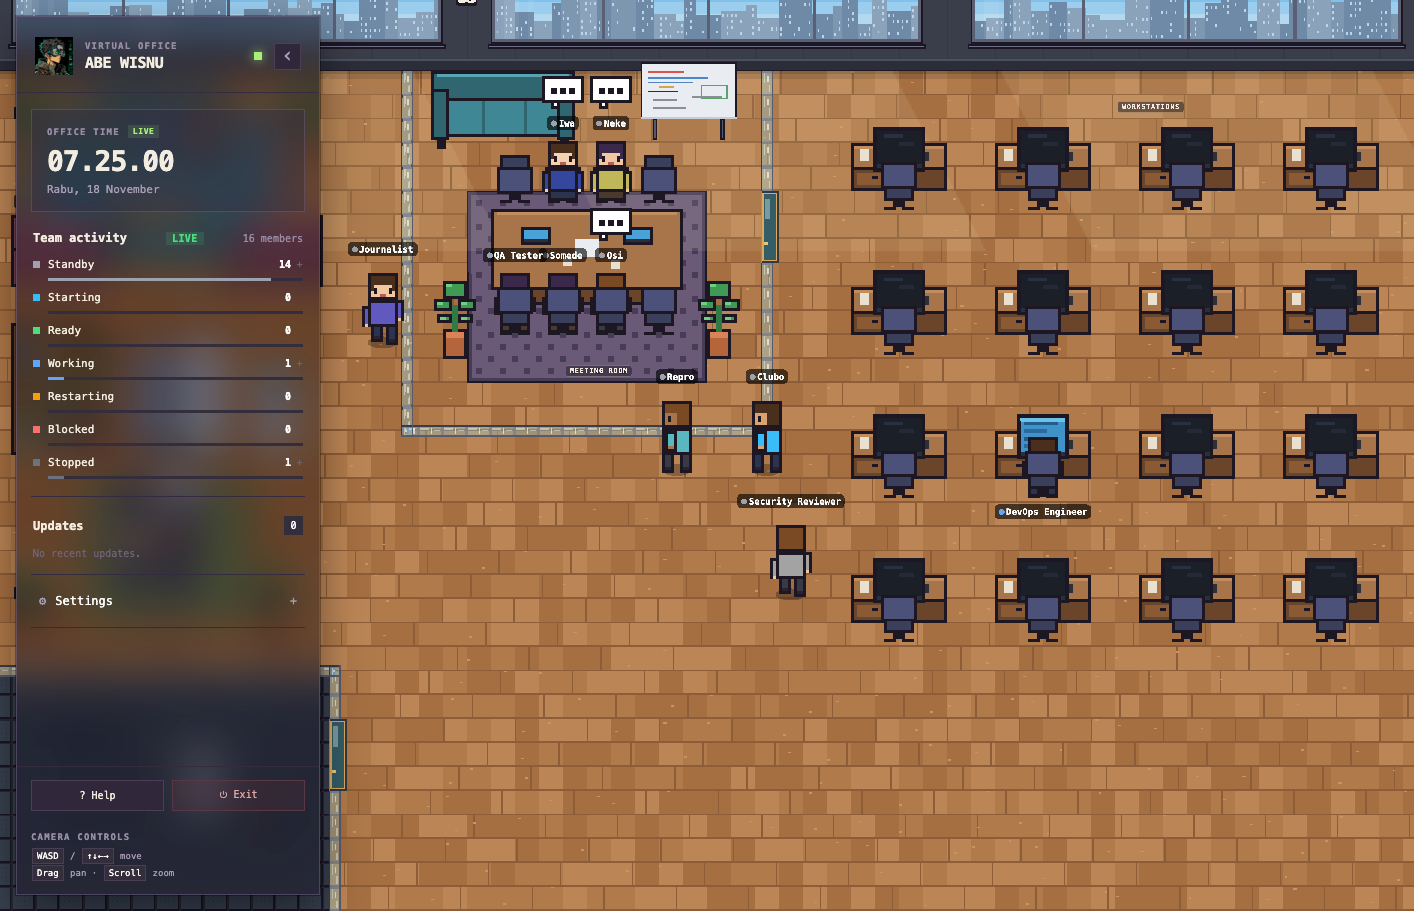 VIRTUAL OFFICE
ABE WISNU
OFFICE TIME LIVE
07.25.00
Rabu, 18 November
Team activity LIVE 16 members
Standby 14 +
Starting 0
Ready 0
Working 1 +
Restarting 0
Blocked 0
Stopped 1 +
Updates 0
No recent updates.
Settings +
? Help
Exit
CAMERA CONTROLS
WASD / ↑↓←→ move
Drag pan · Scroll zoom
Iwe
Neke
WORKSTATIONS
Journalist
QA Tester
Somede
Osi
MEETING ROOM
Repro
Clubo
Security Reviewer
DevOps Engineer